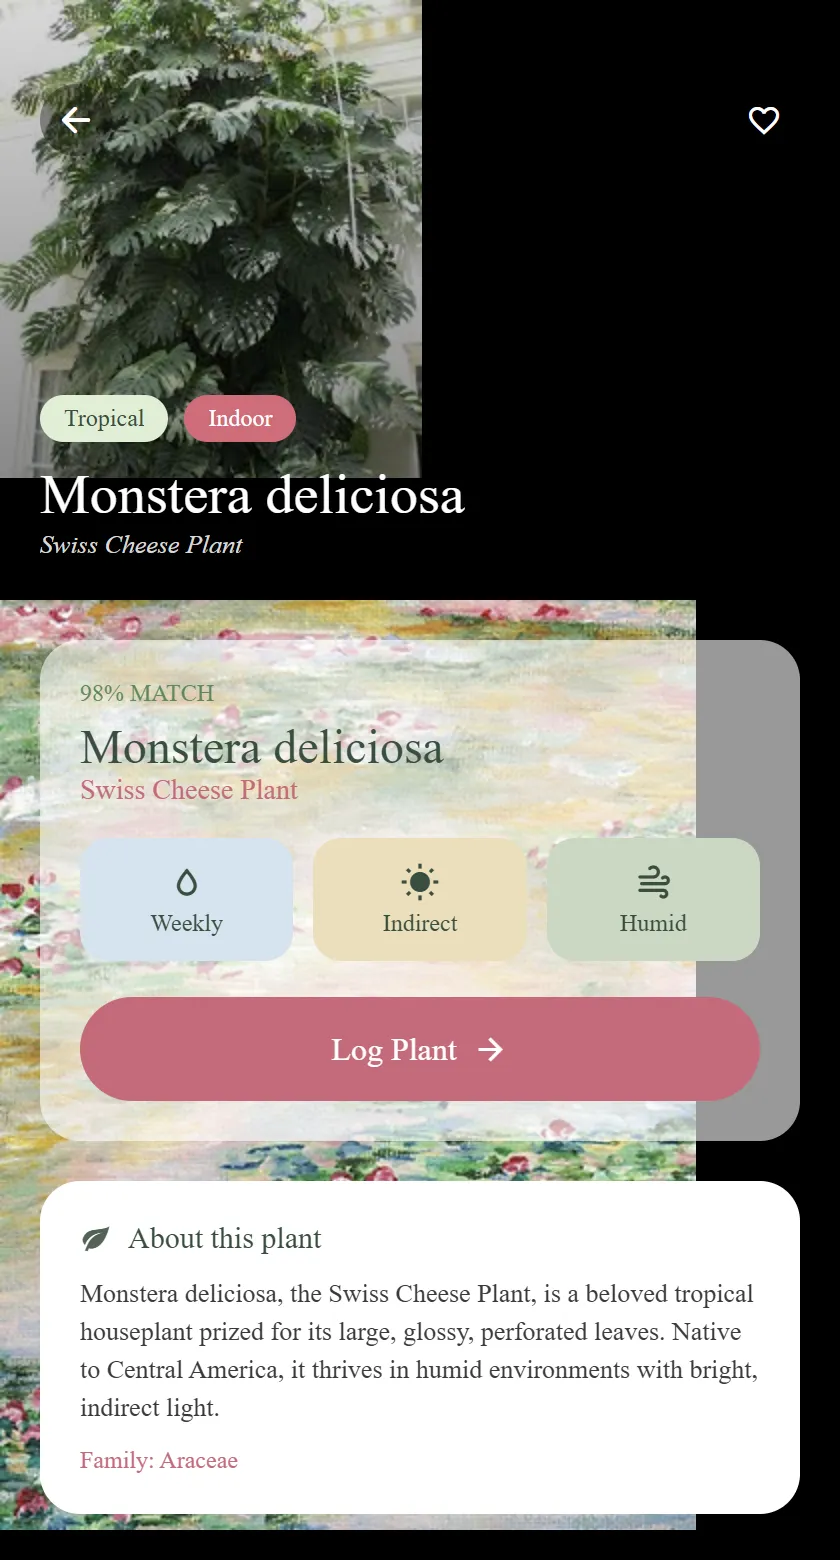 Tropical
Indoor
Monstera deliciosa
Swiss Cheese Plant
98% MATCH
Monstera deliciosa
Swiss Cheese Plant
Weekly
Indirect
Humid
Log Plant
About this plant
Monstera deliciosa, the Swiss Cheese Plant, is a beloved tropical
houseplant prized for its large, glossy, perforated leaves. Native
to Central America, it thrives in humid environments with bright,
indirect light.
Family: Araceae